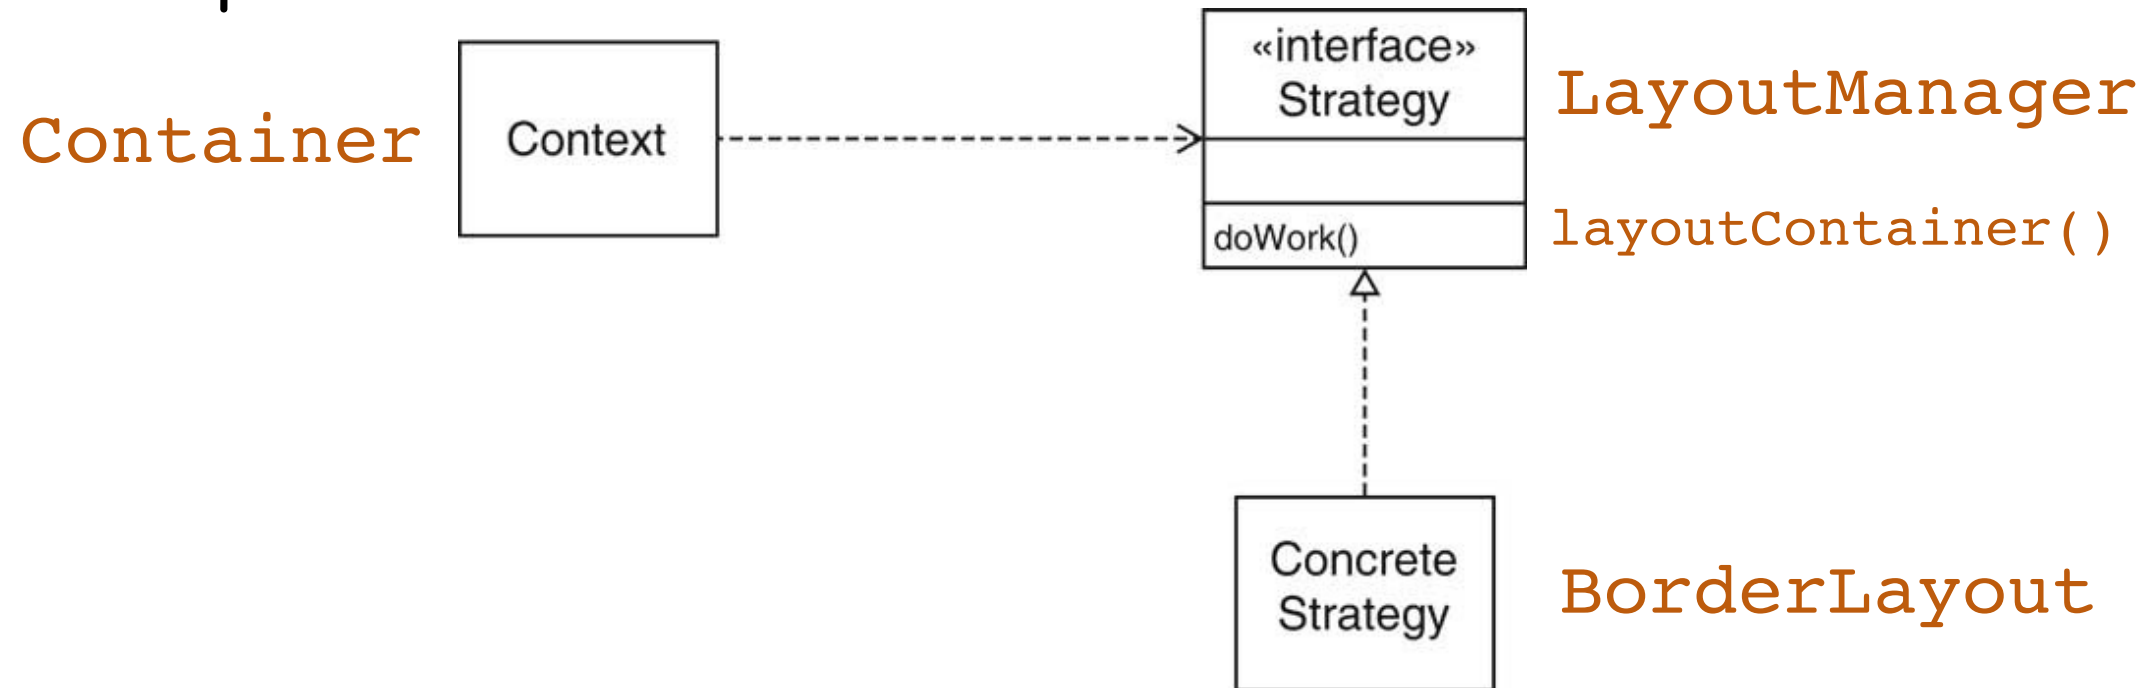 Container
Context
«interface»
Strategy
doWork()
LayoutManager
layoutContainer()
Concrete
Strategy
BorderLayout